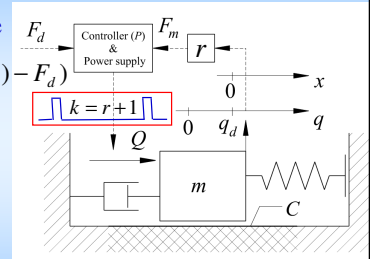 F_d
F_m
Controller (P)
&
Power supply
r
) − F_d )
0
x
k = r + 1
0
q_d
q
Q
m
C